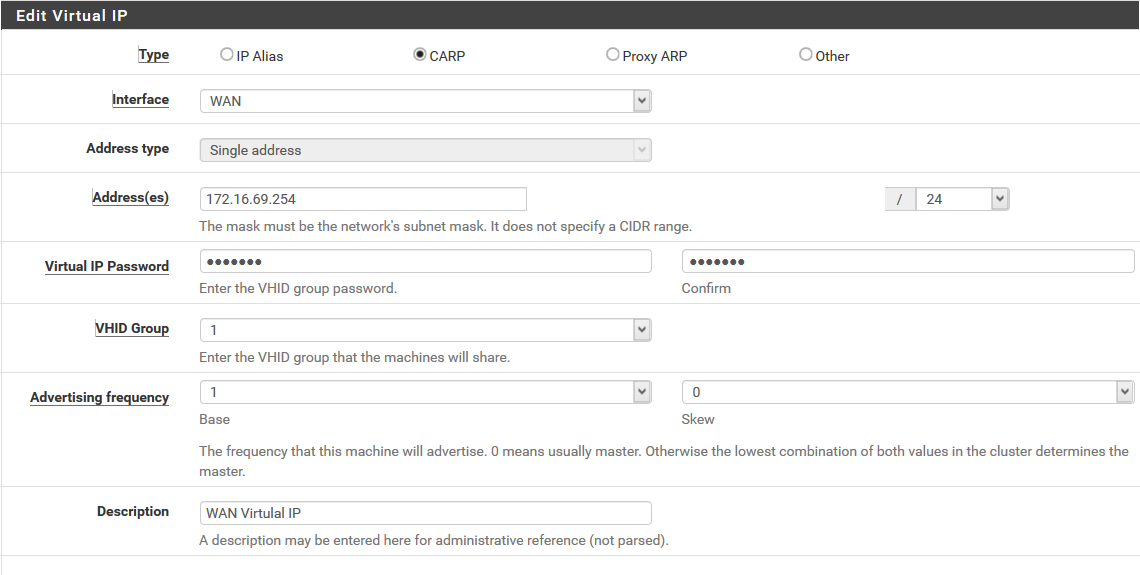 Edit Virtual IP
Type IP Alias CARP Proxy ARP Other
Interface WAN
Address type Single address
Address(es) 172.16.69.254 / 24
The mask must be the network's subnet mask. It does not specify a CIDR range.
Virtual IP Password ●●●●●●● ●●●●●●●
Enter the VHID group password. Confirm
VHID Group 1
Enter the VHID group that the machines will share.
Advertising frequency 1 0
Base Skew
The frequency that this machine will advertise. 0 means usually master. Otherwise the lowest combination of both values in the cluster determines the
master.
Description WAN Virtulal IP
A description may be entered here for administrative reference (not parsed).